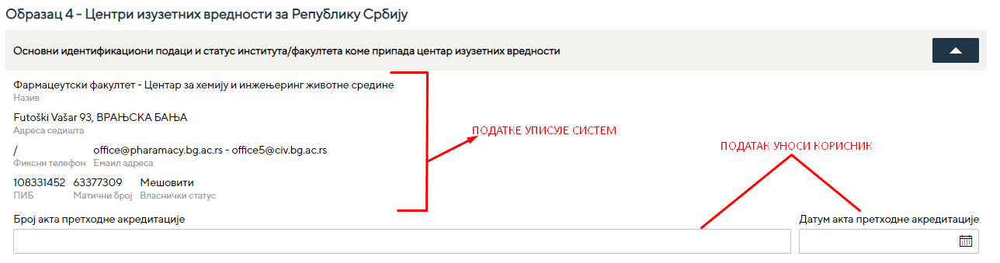 Образац 4 - Центри изузетних вредности за Републику Србију
Основни идентификациони подаци и статус института/факултета коме припада центар изузетних вредности
Фармацеутски факултет - Центар за хемију и инжењеринг животне средине
Назив
Futoški Vašar 93, ВРАЊСКА БАЊА
Адреса седишта
ПОДАТКЕ УПИСУЈЕ СИСТЕМ
ПОДАТАК УНОСИ КОРИСНИК
/ office@pharamacy.bg.ac.rs - office5@civ.bg.ac.rs
Фиксни телефон Емаил адреса
108331452 63377309 Мешовити
ПИБ Матични број Власнички статус
Број акта претходне акредитације Датум акта претходне акредитације